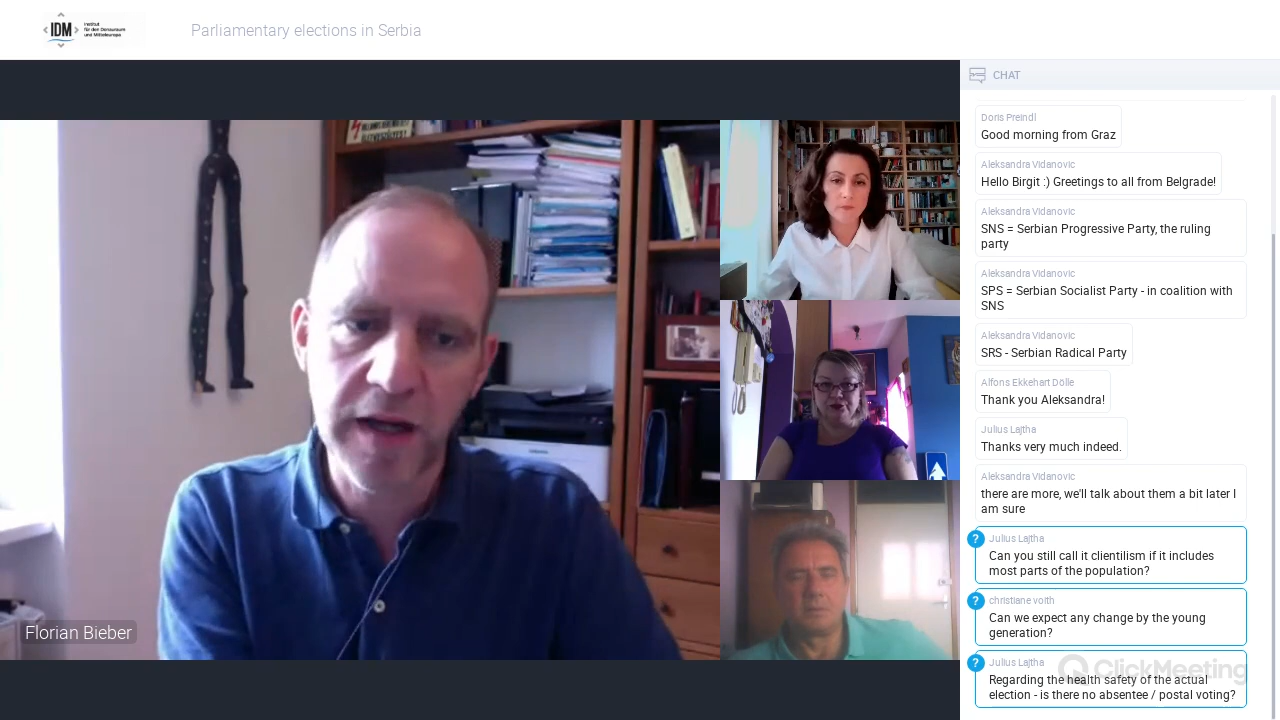 IDM
Institut
für den Donauraum
und Mitteleuropa
Parliamentary elections in Serbia
CHAT
Doris Preindl
Good morning from Graz
Aleksandra Vidanovic
Hello Birgit :) Greetings to all from Belgrade!
Aleksandra Vidanovic
SNS = Serbian Progressive Party, the ruling
party
Aleksandra Vidanovic
SPS = Serbian Socialist Party - in coalition with
SNS
Aleksandra Vidanovic
SRS - Serbian Radical Party
Alfons Ekkehart Dölle
Thank you Aleksandra!
Julius Lajtha
Thanks very much indeed.
Aleksandra Vidanovic
there are more, we'll talk about them a bit later I
am sure
?
Julius Lajtha
Can you still call it clientilism if it includes
most parts of the population?
?
christiane voith
Can we expect any change by the young
generation?
?
Julius Lajtha
Regarding the health safety of the actual
election - is there no absentee / postal voting?
ClickMeeting
Florian Bieber